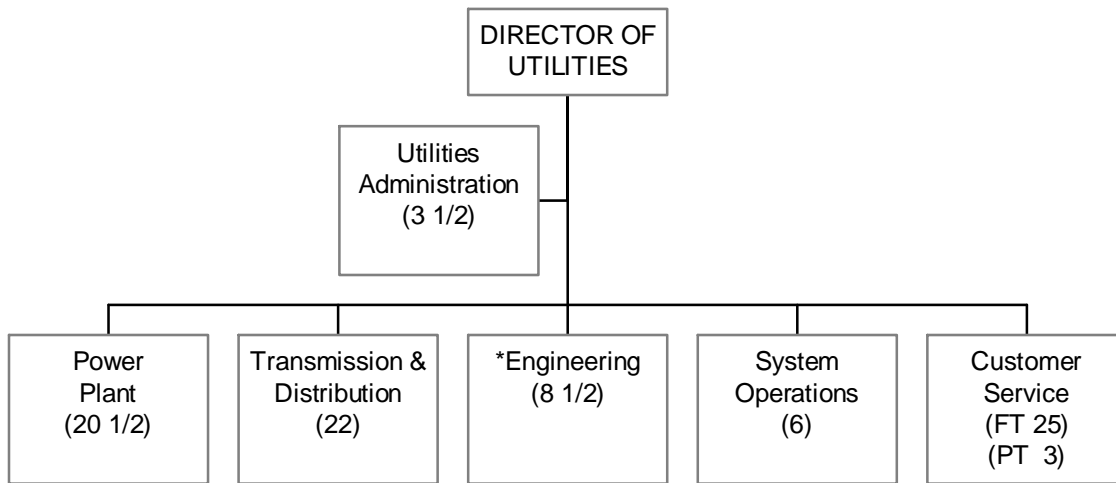 DIRECTOR OF
UTILITIES
Utilities
Administration
(3 1/2)
Power
Plant
(20 1/2)
Transmission &
Distribution
(22)
*Engineering
(8 1/2)
System
Operations
(6)
Customer
Service
(FT 25)
(PT  3)